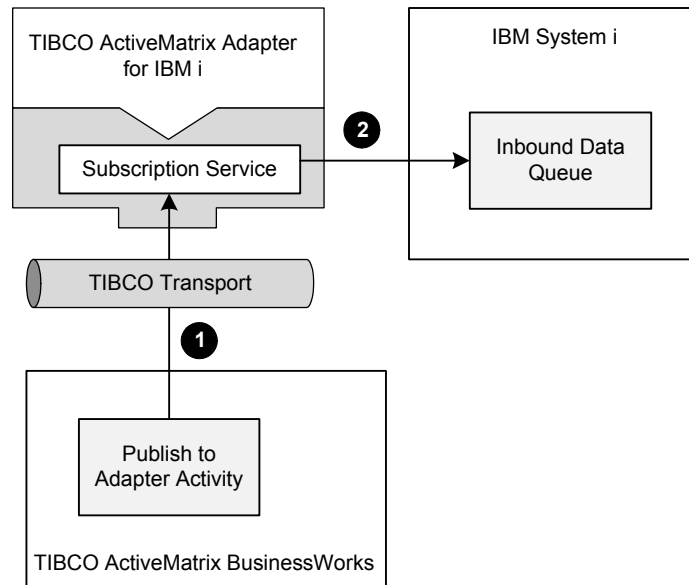 TIBCO ActiveMatrix Adapter
for IBM i
IBM System i
2
Subscription Service
Inbound Data
Queue
TIBCO Transport
1
Publish to
Adapter Activity
TIBCO ActiveMatrix BusinessWorks